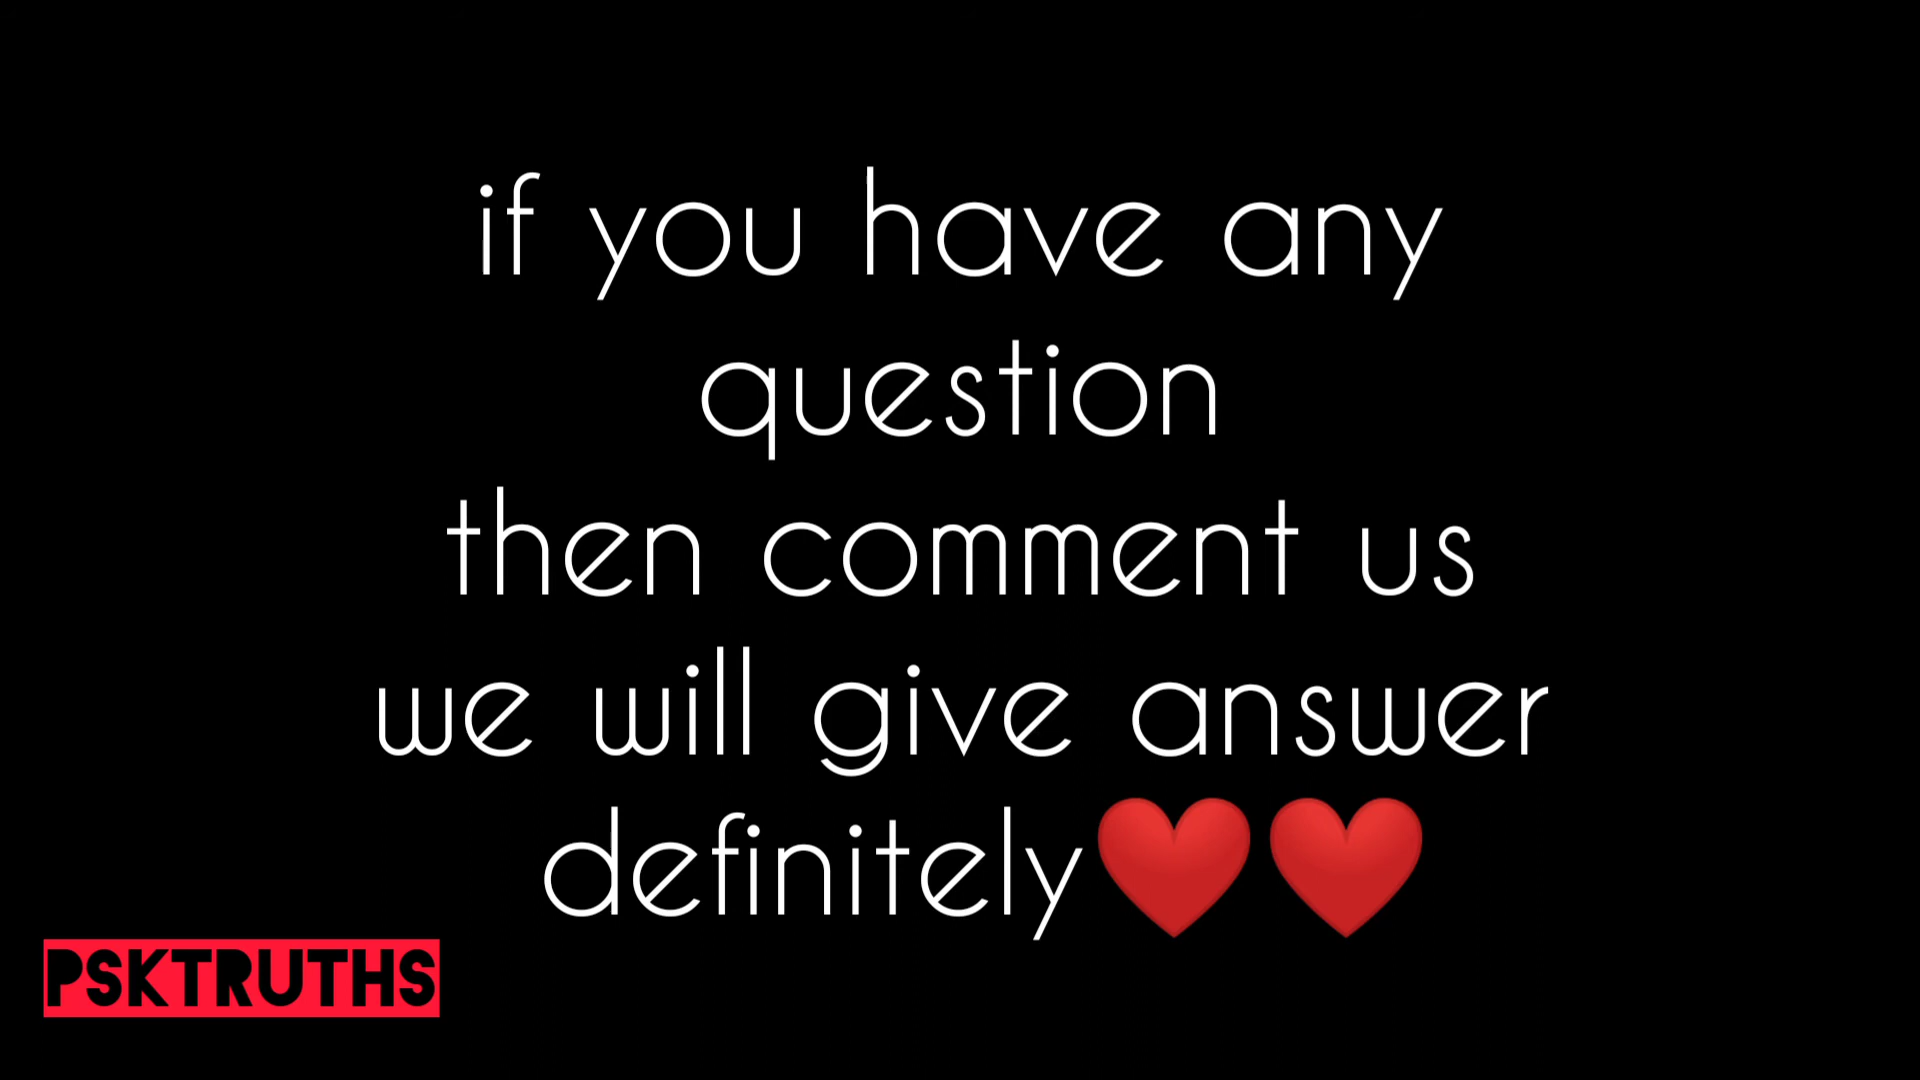 if you have any
question
then comment us
we will give answer
definitely❤️❤️
PSKTRUTHS